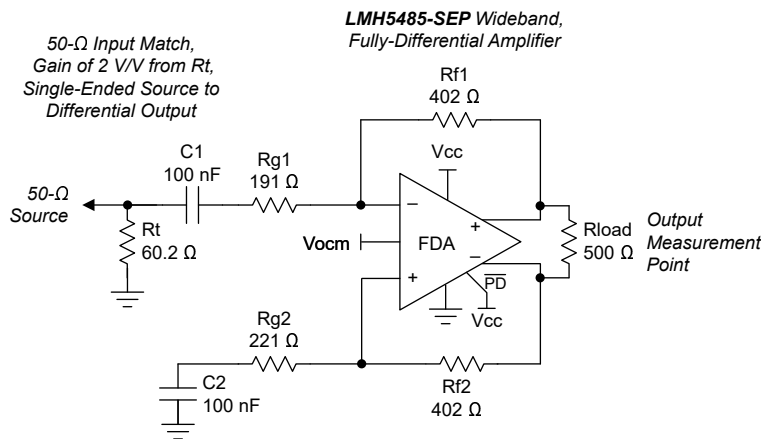 LMH5485-SEP Wideband,
Fully-Differential Amplifier
50-Ω Input Match,
Gain of 2 V/V from Rt,
Single-Ended Source to
Differential Output
Rf1
402 Ω
C1
100 nF
Rg1
191 Ω
Vcc
50-Ω
Source
Rt
60.2 Ω
Vocm
−
+
FDA
+
−
PD
Vcc
Rload
500 Ω
Output
Measurement
Point
Rg2
221 Ω
C2
100 nF
Rf2
402 Ω